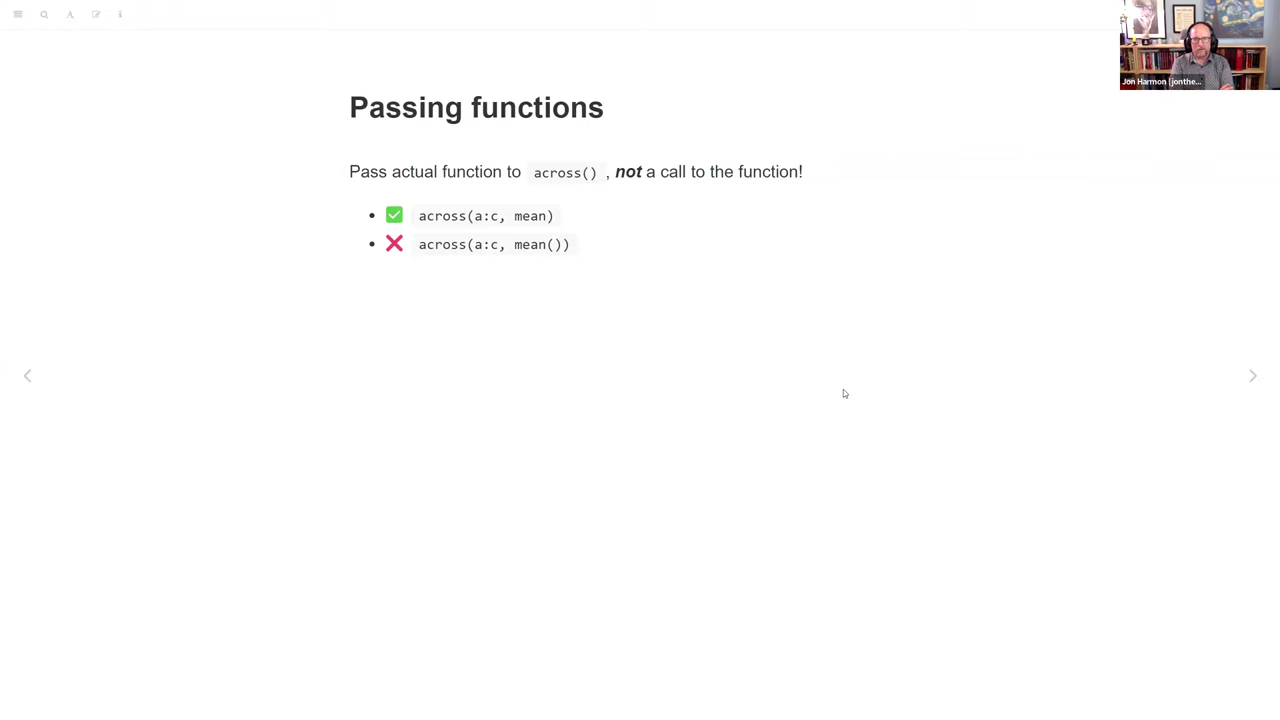 Jon Harmon (jonthe...
Passing functions
Pass actual function to across() , not a call to the function!
across(a:c, mean)
across(a:c, mean())